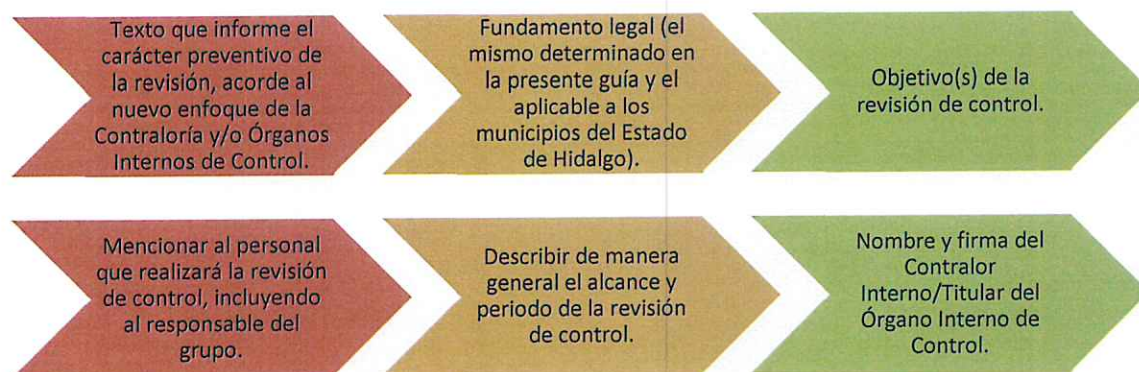 Texto que informe el
carácter preventivo de
la revisión, acorde al
nuevo enfoque de la
Contraloría y/o Órganos
Internos de Control.
Fundamento legal (el
mismo determinado en
la presente guía y el
aplicable a los
municipios del Estado
de Hidalgo).
Objetivo(s) de la
revisión de control.
Mencionar al personal
que realizará la revisión
de control, incluyendo
al responsable del
grupo.
Describir de manera
general el alcance y
periodo de la revisión
de control.
Nombre y firma del
Contralor
Interno/Titular del
Órgano Interno de
Control.